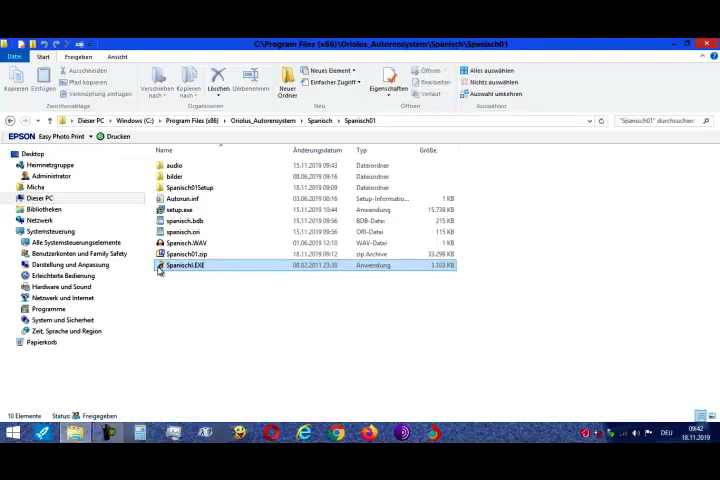 C:\Program Files (x86)\Oriolus_Autorensystem\Spanisch\Spanisch01
Datei Start Freigeben Ansicht
Kopieren Einfügen Ausschneiden Pfad kopieren Verknüpfung einfügen
Verschieben nach Kopieren nach Löschen Umbenennen
Neuer Ordner Neues Element Einfacher Zugriff
Eigenschaften Öffnen Bearbeiten Verlauf
Alles auswählen Nichts auswählen Auswahl umkehren
Zwischenablage Organisieren Neu Öffnen Auswählen
Dieser PC Windows (C:) Program Files (x86) Oriolus_Autorensystem Spanisch Spanisch01 "Spanisch01" durchsuchen
EPSON Easy Photo Print Drucken
Name Änderungsdatum Typ Größe
Desktop
Heimnetzgruppe
Administrator
Micha
Dieser PC
Bibliotheken
Netzwerk
Systemsteuerung
Alle Systemsteuerungselemente
Benutzerkonten und Family Safety
Darstellung und Anpassung
Erleichterte Bedienung
Hardware und Sound
Netzwerk und Internet
Programme
System und Sicherheit
Zeit, Sprache und Region
Papierkorb
audio 15.11.2019 09:43 Dateiordner
bilder 08.06.2019 09:16 Dateiordner
Spanisch01Setup 18.11.2019 09:09 Dateiordner
Autorun.inf 03.06.2019 00:16 Setup-Informatio... 1 KB
setup.exe 15.11.2019 10:44 Anwendung 15.739 KB
spanisch.bdb 15.11.2019 09:56 BDB-Datei 215 KB
spanisch.ori 15.11.2019 09:56 ORI-Datei 115 KB
Spanisch.WAV 01.06.2019 12:10 WAV-Datei 1 KB
Spanisch01.zip 18.11.2019 09:12 zip Archive 33.299 KB
SpanischI.EXE 08.02.2011 23:38 Anwendung 3.103 KB
10 Elemente Status: Freigegeben
DEU 09:42
18.11.2019